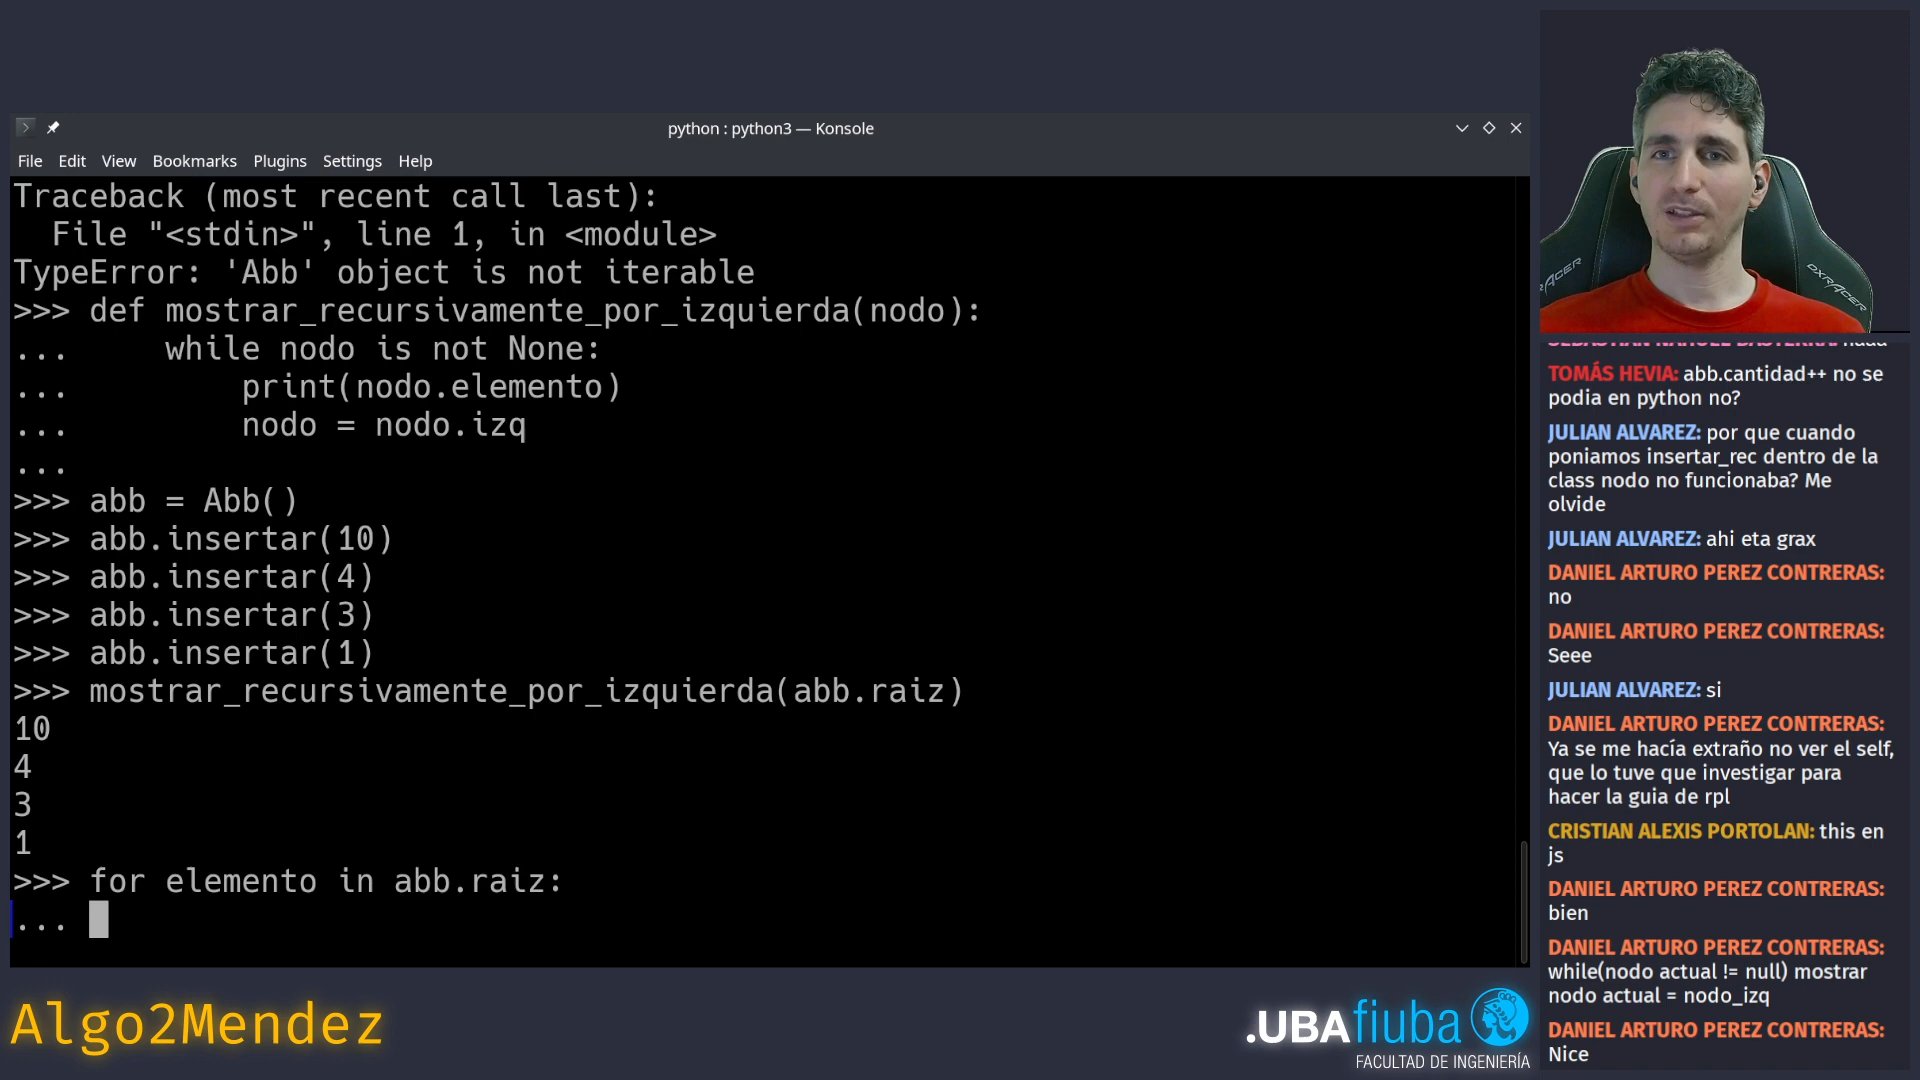 python : python3 — Konsole
File Edit View Bookmarks Plugins Settings Help
Traceback (most recent call last):
  File "<stdin>", line 1, in <module>
TypeError: 'Abb' object is not iterable
>>> def mostrar_recursivamente_por_izquierda(nodo):
...     while nodo is not None:
...         print(nodo.elemento)
...         nodo = nodo.izq
...
>>> abb = Abb()
>>> abb.insertar(10)
>>> abb.insertar(4)
>>> abb.insertar(3)
>>> abb.insertar(1)
>>> mostrar_recursivamente_por_izquierda(abb.raiz)
10
4
3
1
>>> for elemento in abb.raiz:
...
Algo2Mendez
.UBAfiuba
FACULTAD DE INGENIERÍA
ACER
DXRACER
TOMÁS HEVIA: abb.cantidad++ no se
podia en python no?
JULIAN ALVAREZ: por que cuando
poniamos insertar_rec dentro de la
class nodo no funcionaba? Me
olvide
JULIAN ALVAREZ: ahi eta grax
DANIEL ARTURO PEREZ CONTRERAS:
no
DANIEL ARTURO PEREZ CONTRERAS:
Seee
JULIAN ALVAREZ: si
DANIEL ARTURO PEREZ CONTRERAS:
Ya se me hacía extraño no ver el self,
que lo tuve que investigar para
hacer la guia de rpl
CRISTIAN ALEXIS PORTOLAN: this en
js
DANIEL ARTURO PEREZ CONTRERAS:
bien
DANIEL ARTURO PEREZ CONTRERAS:
while(nodo actual != null) mostrar
nodo actual = nodo_izq
DANIEL ARTURO PEREZ CONTRERAS:
Nice